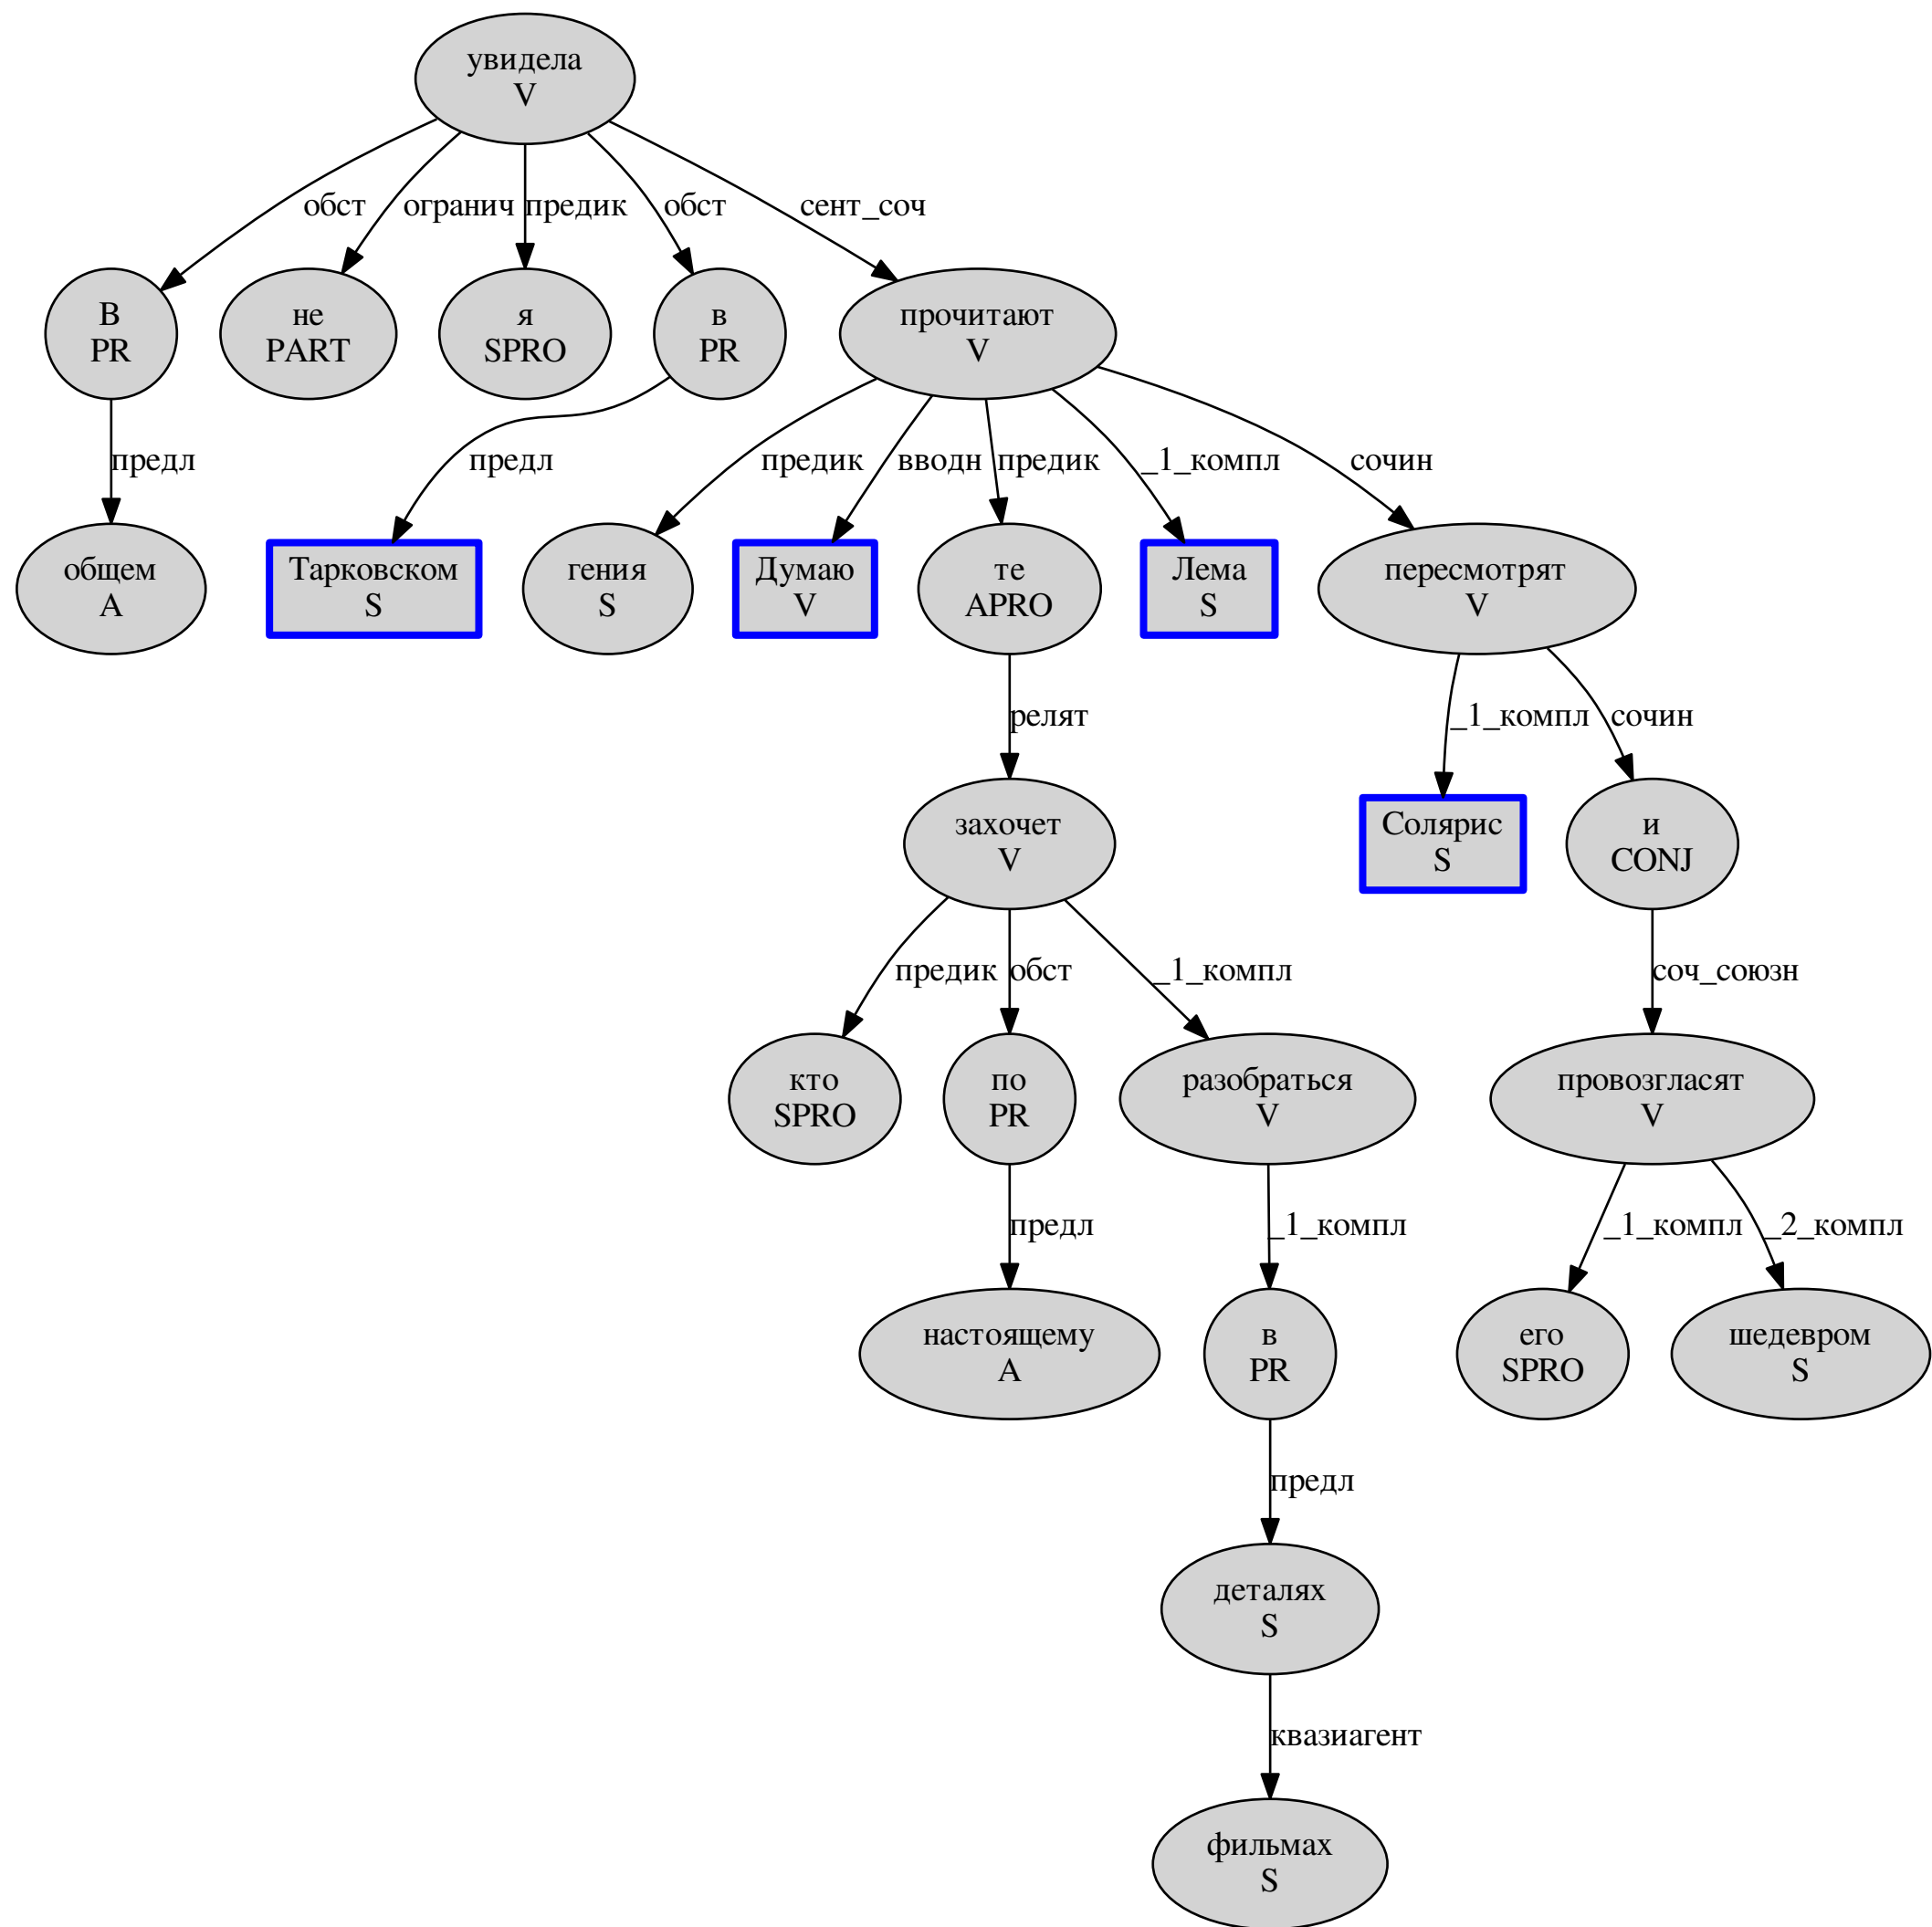 увидела
V
обст
огранич
предик
обст
сент_соч
В
PR
не
PART
я
SPRO
в
PR
прочитают
V
предл
предл
предик
вводн
предик
_1_компл
сочин
общем
A
Тарковском
S
гения
S
Думаю
V
те
APRO
Лема
S
пересмотрят
V
релят
_1_компл
сочин
захочет
V
Солярис
S
и
CONJ
предик
обст
_1_компл
соч_союзн
кто
SPRO
по
PR
разобраться
V
провозгласят
V
предл
_1_компл
_1_компл
_2_компл
настоящему
A
в
PR
его
SPRO
шедевром
S
предл
деталях
S
квазиагент
фильмах
S